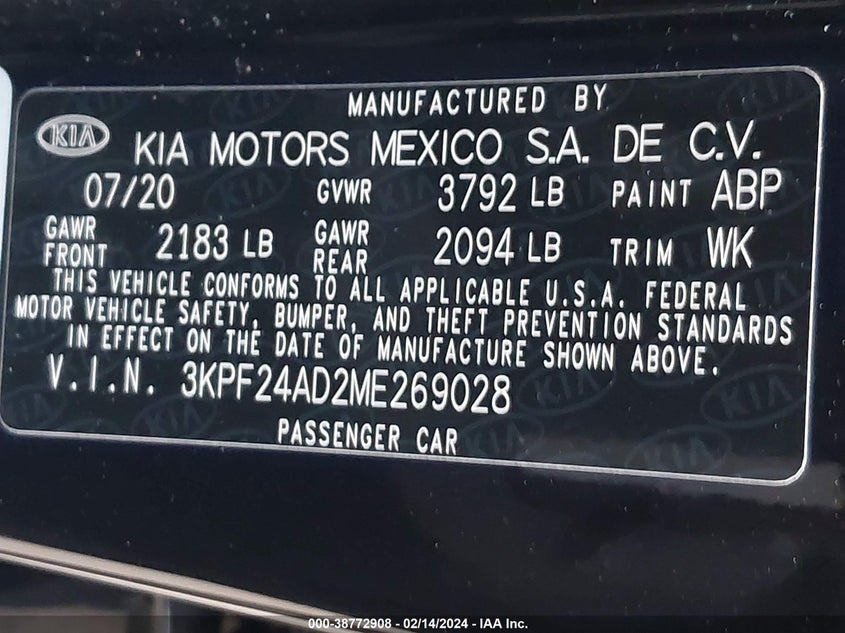 MANUFACTURED BY
KIA KIA MOTORS MEXICO S.A. DE C.V.
07/20 GVWR 3792 LB PAINT ABP
GAWR FRONT 2183 LB GAWR REAR 2094 LB TRIM WK
THIS VEHICLE CONFORMS TO ALL APPLICABLE U.S.A. FEDERAL
MOTOR VEHICLE SAFETY, BUMPER, AND THEFT PREVENTION STANDARDS
IN EFFECT ON THE DATE OF MANUFACTURE SHOWN ABOVE.
V.I.N. 3KPF24AD2ME269028
PASSENGER CAR
000-38772908 - 02/14/2024 - IAA Inc.